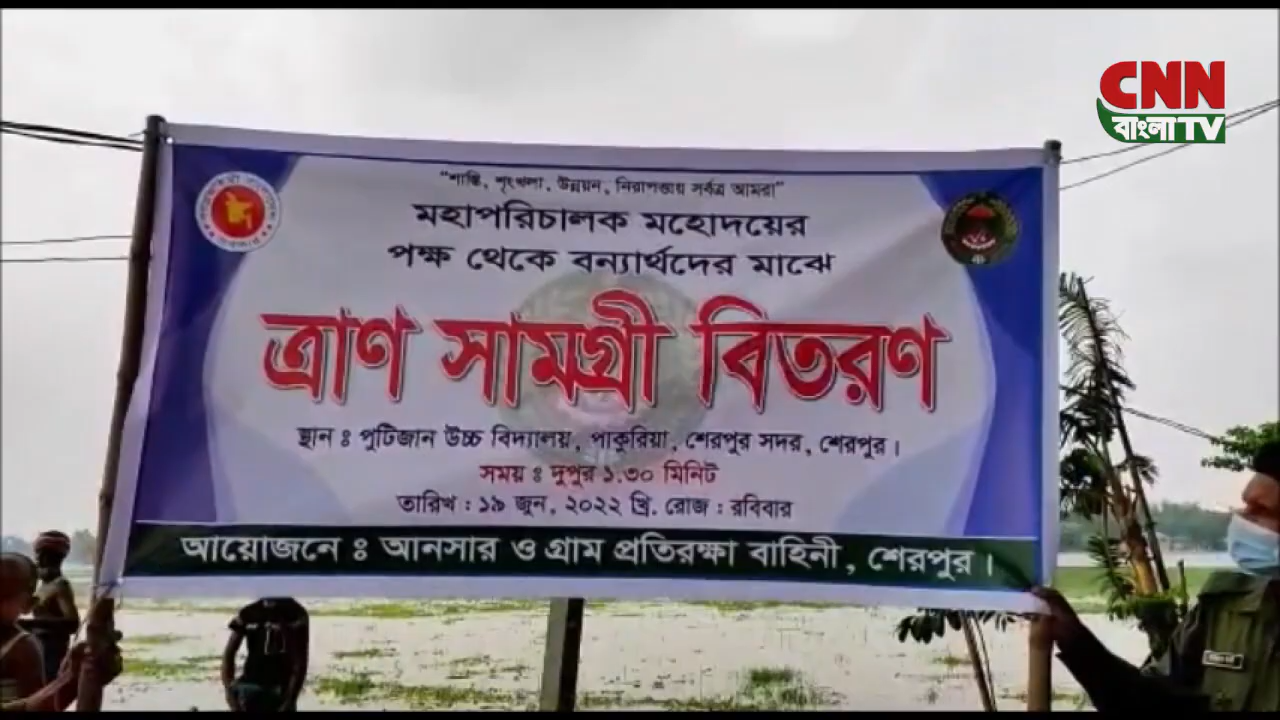 CNN
বাংলা TV
"শান্তি, শৃংখলা, উন্নয়ন, নিরাপত্তায় সর্বত্র আমরা"
মহাপরিচালক মহোদয়ের
পক্ষ থেকে বন্যার্থদের মাঝে
ত্রাণ সামগ্রী বিতরণ
স্থান ঃ পুটিজান উচ্চ বিদ্যালয়, পাকুরিয়া, শেরপুর সদর, শেরপুর।
সময় ঃ দুপুর ১.৩০ মিনিট
তারিখ : ১৯ জুন, ২০২২ খ্রি. রোজ : রবিবার
আয়োজনে ঃ আনসার ও গ্রাম প্রতিরক্ষা বাহিনী, শেরপুর।